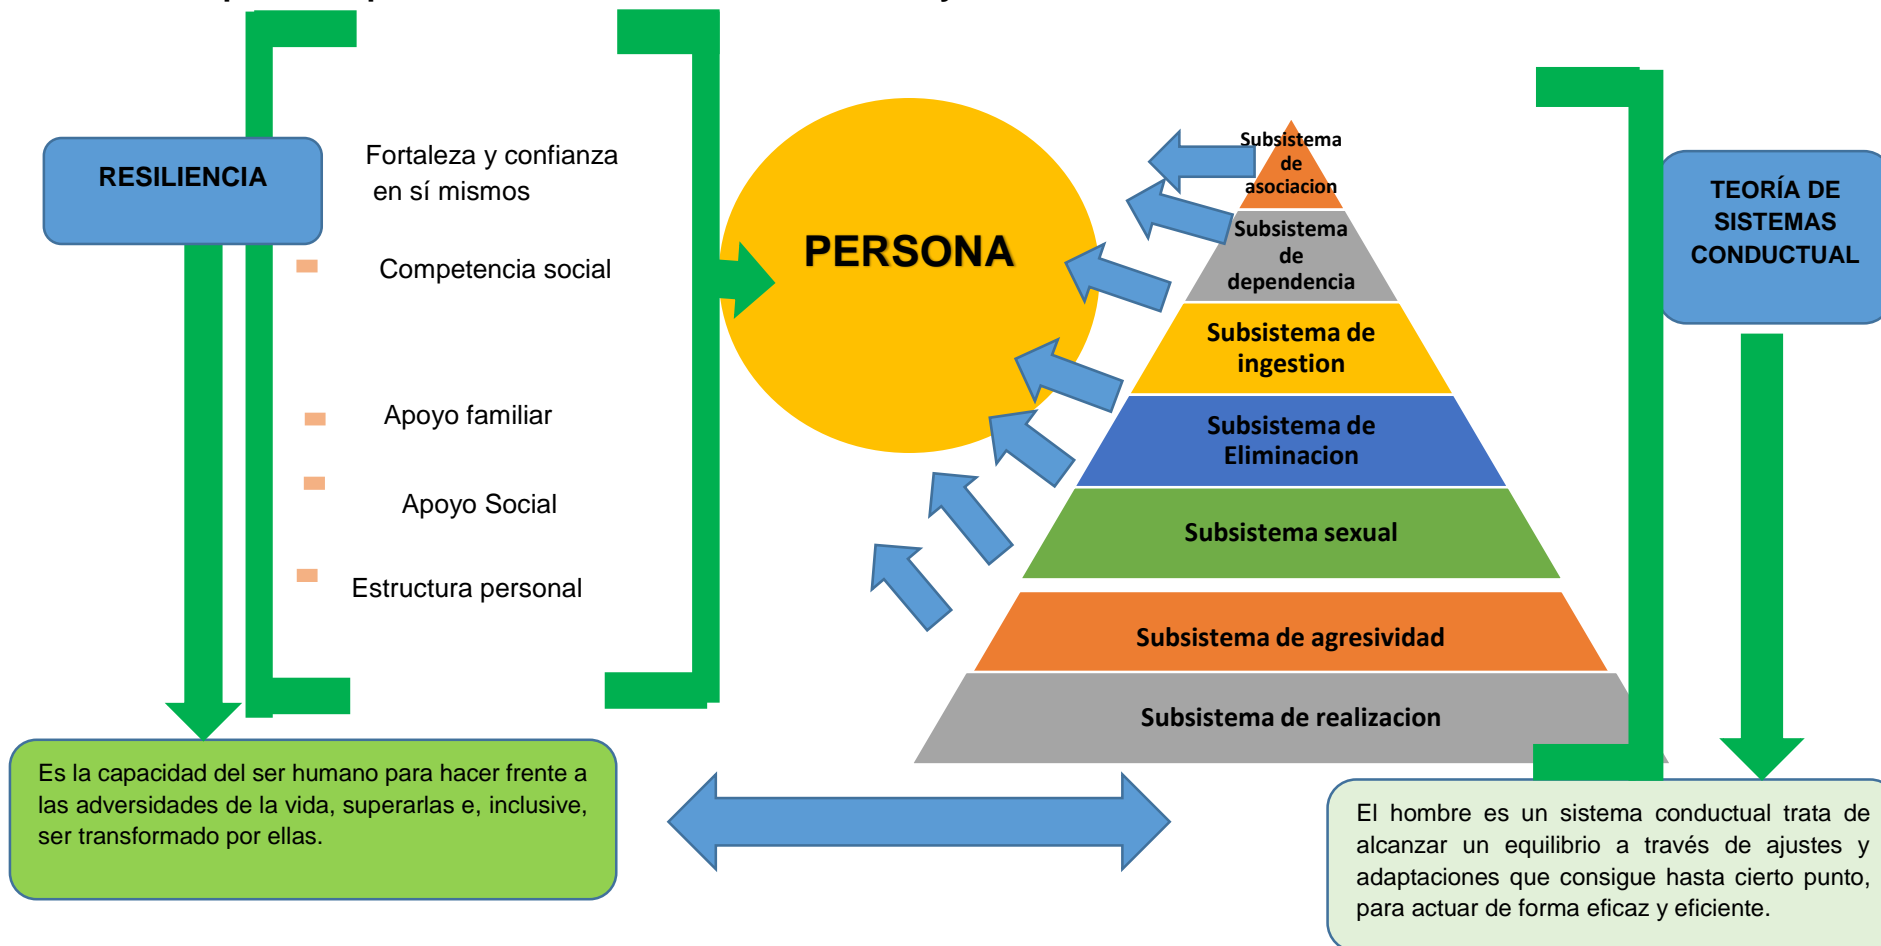 RESILIENCIA
Fortaleza y confianza
en sí mismos
Competencia social
Apoyo familiar
Apoyo Social
Estructura personal
Es la capacidad del ser humano para hacer frente a
las adversidades de la vida, superarlas e, inclusive,
ser transformado por ellas.
PERSONA
Subsistema
de
asociacion
Subsistema
de
dependencia
Subsistema de
ingestion
Subsistema de
Eliminacion
Subsistema sexual
Subsistema de agresividad
Subsistema de realizacion
TEORÍA DE
SISTEMAS
CONDUCTUAL
El hombre es un sistema conductual trata de
alcanzar un equilibrio a través de ajustes y
adaptaciones que consigue hasta cierto punto,
para actuar de forma eficaz y eficiente.